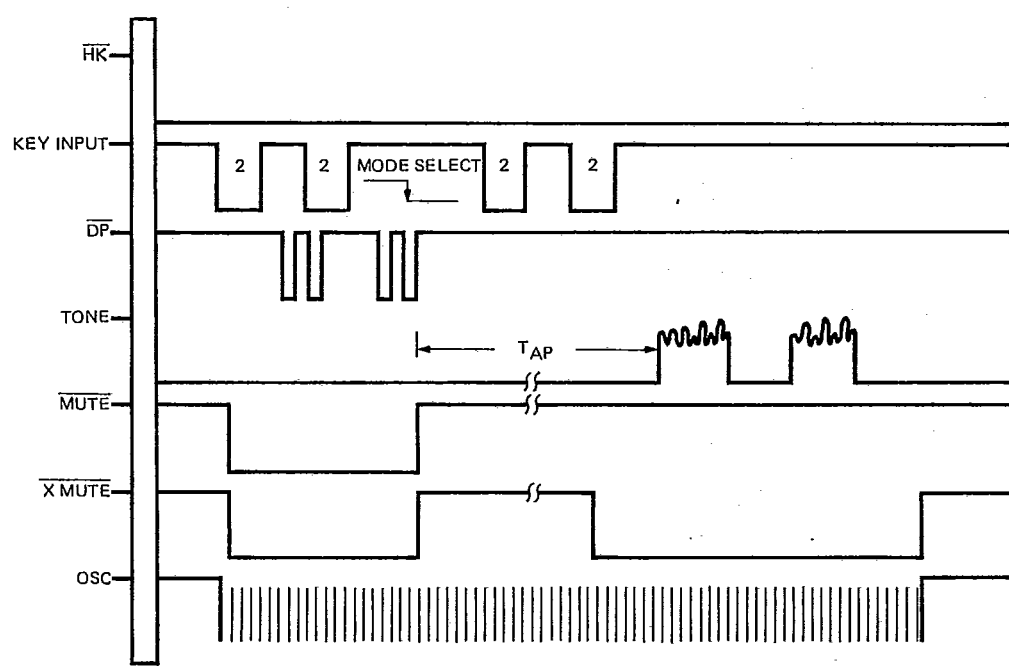 HK
KEY INPUT
2 2 MODE SELECT 2 2
DP
TONE
TAP
MUTE
X MUTE
OSC